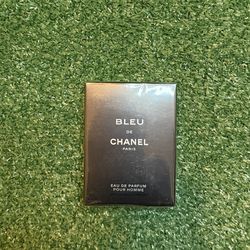 BLEU
DE
CHANEL
PARIS
EAU DE PARFUM
POUR HOMME